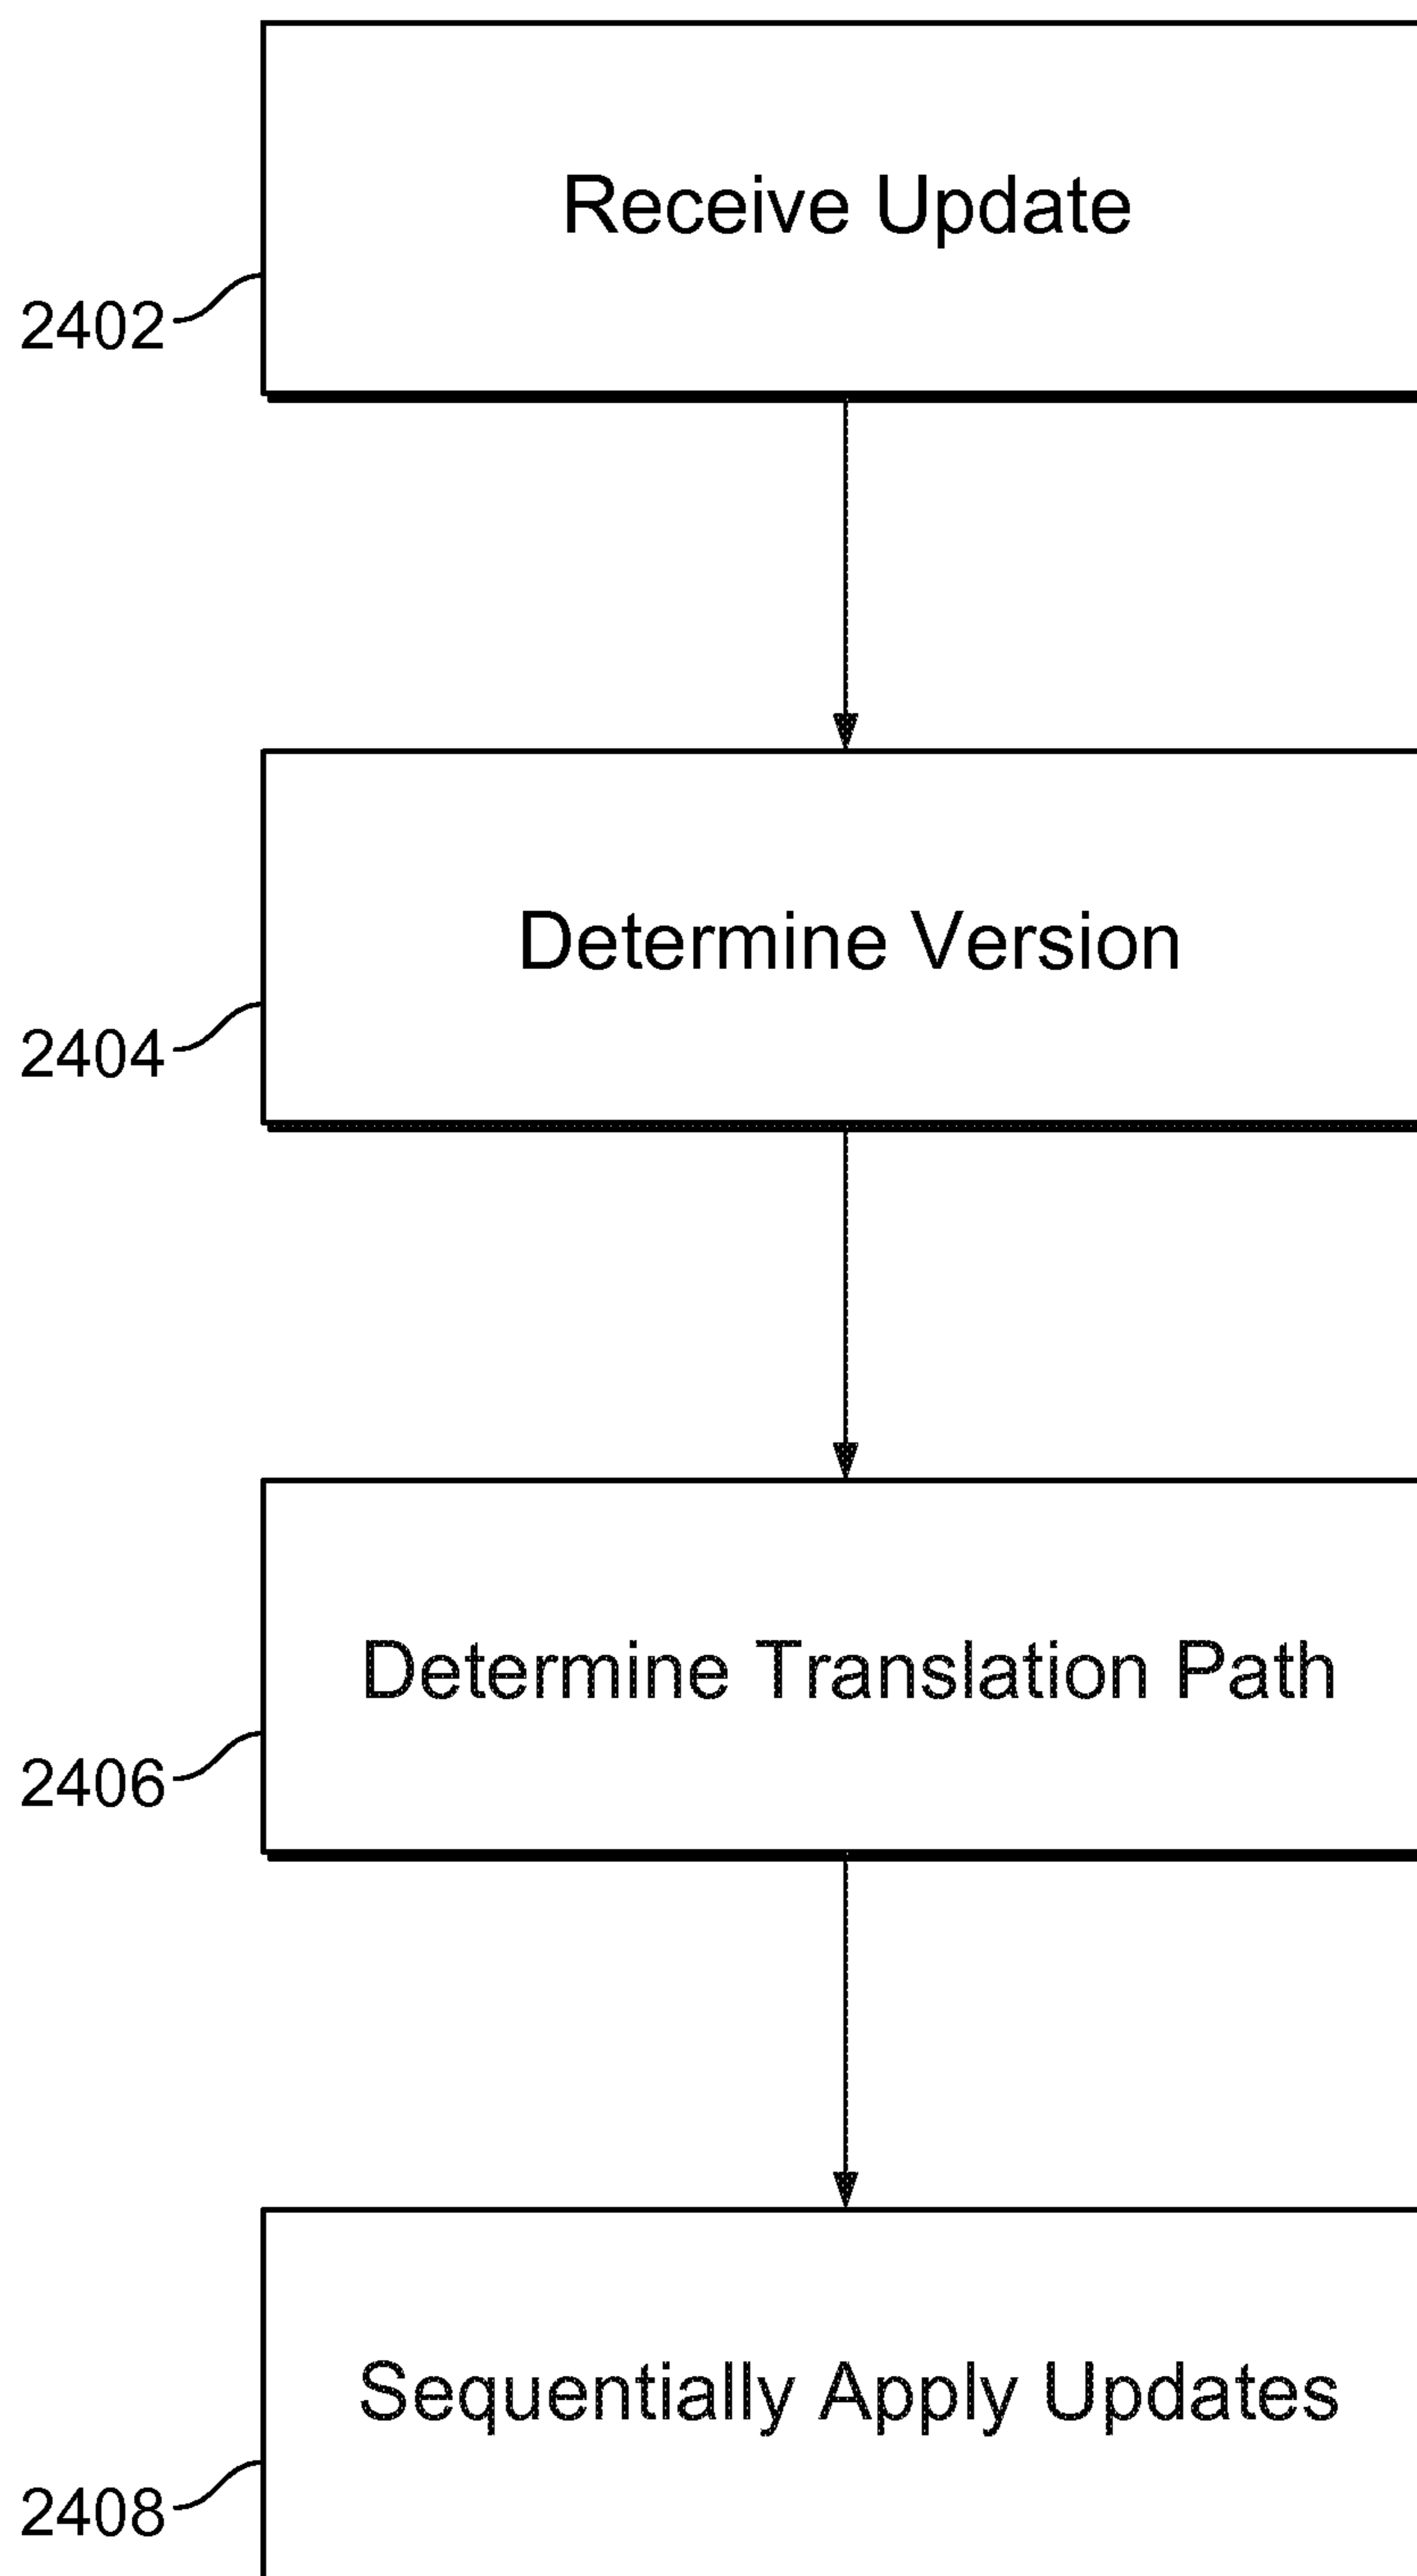 Receive Update
2402
Determine Version
2404
Determine Translation Path
2406
Sequentially Apply Updates
2408